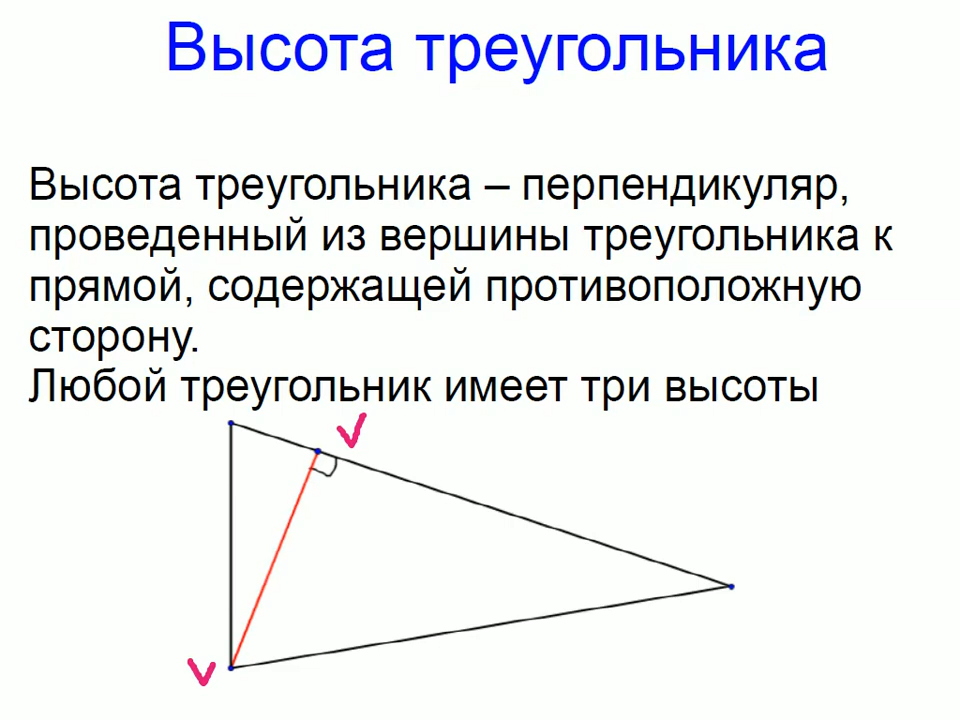 Высота треугольника
Высота треугольника – перпендикуляр,
проведенный из вершины треугольника к
прямой, содержащей противоположную
сторону.
Любой треугольник имеет три высоты